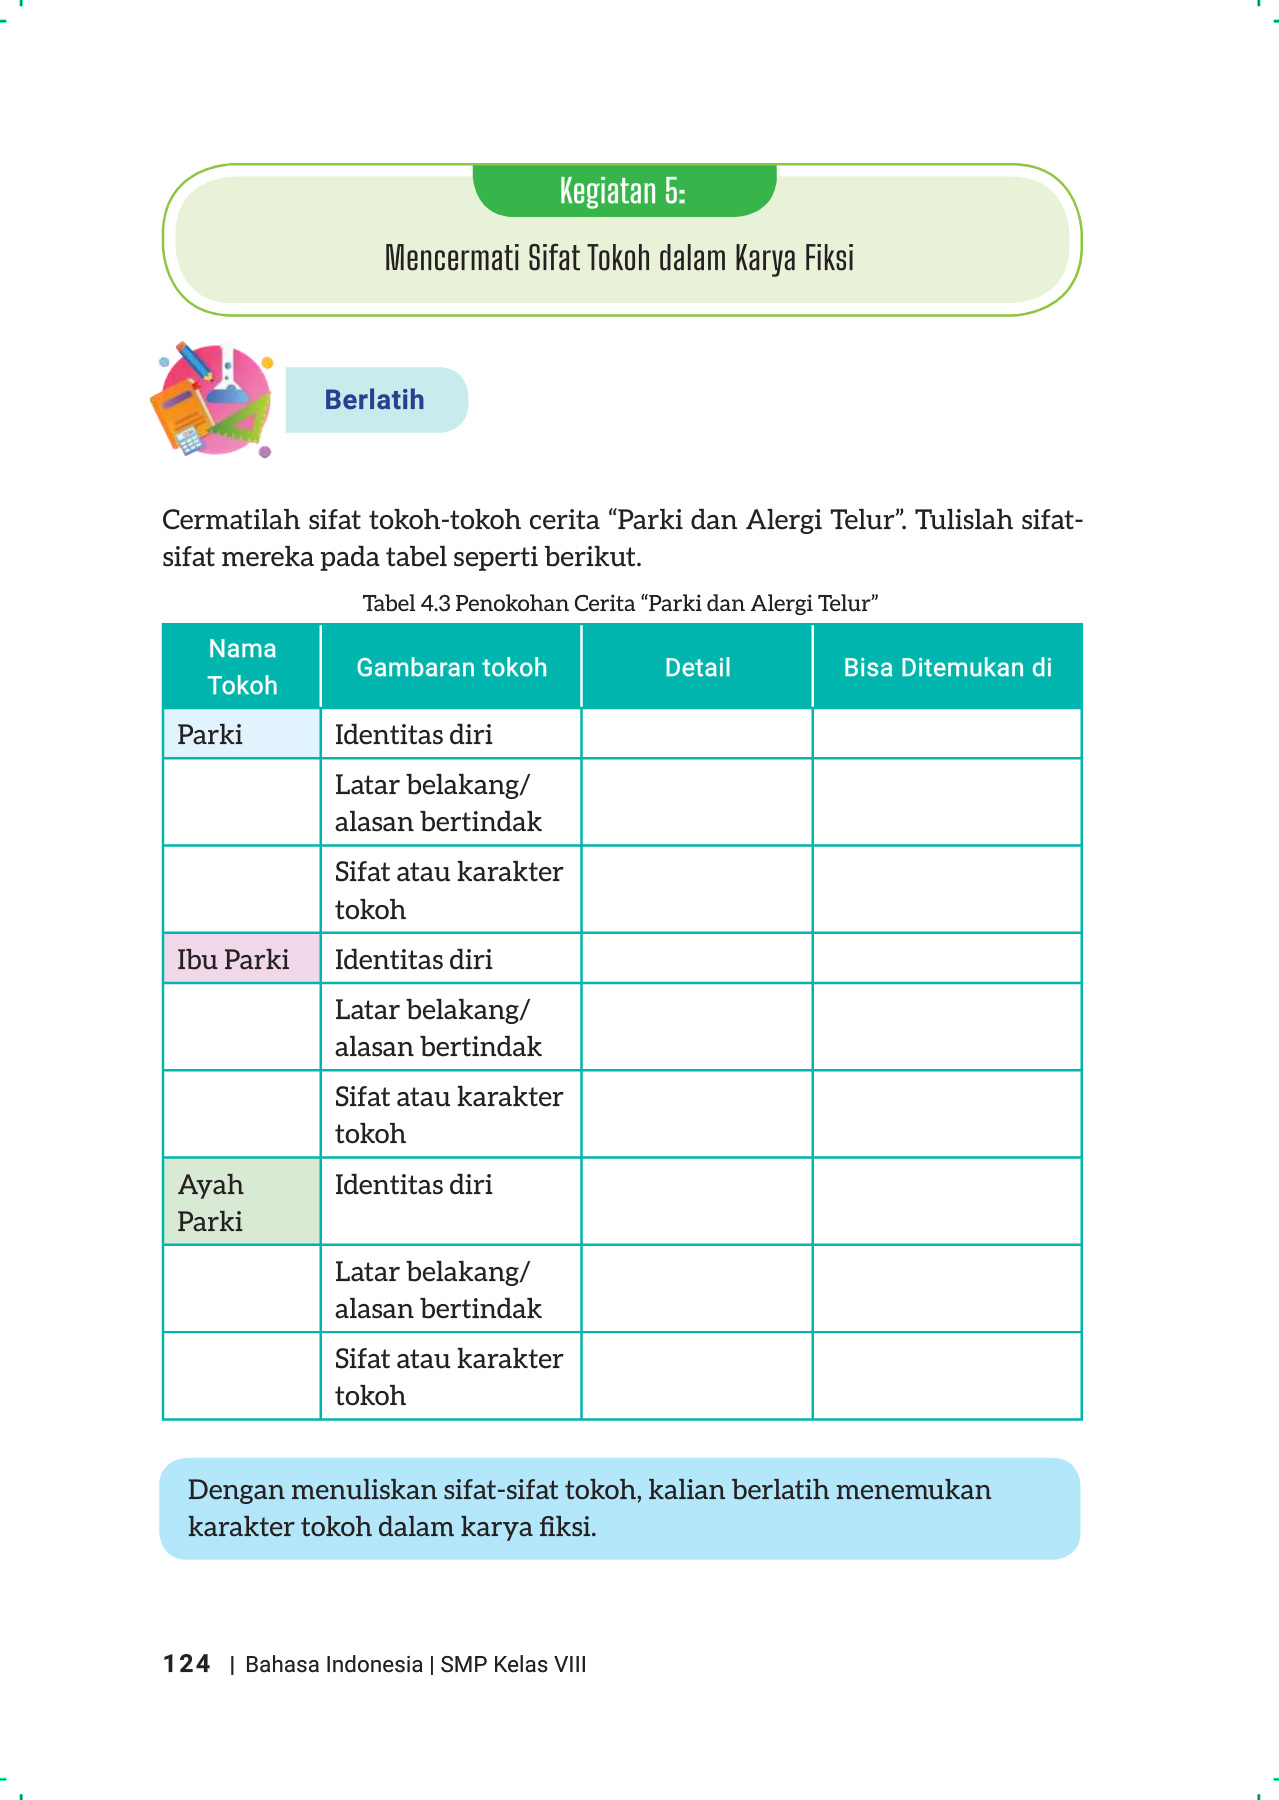 Kegiatan 5:
Mencermati Sifat Tokoh dalam Karya Fiksi
Berlatih
Cermatilah sifat tokoh-tokoh cerita “Parki dan Alergi Telur”. Tulislah sifat-
sifat mereka pada tabel seperti berikut.
Tabel 4.3 Penokohan Cerita “Parki dan Alergi Telur”
Nama
Tokoh
Gambaran tokoh
Detail
Bisa Ditemukan di
Parki
Identitas diri
Latar belakang/
alasan bertindak
Sifat atau karakter
tokoh
Ibu Parki
Identitas diri
Latar belakang/
alasan bertindak
Sifat atau karakter
tokoh
Ayah
Parki
Identitas diri
Latar belakang/
alasan bertindak
Sifat atau karakter
tokoh
Dengan menuliskan sifat-sifat tokoh, kalian berlatih menemukan
karakter tokoh dalam karya fiksi.
124 | Bahasa Indonesia | SMP Kelas VIII